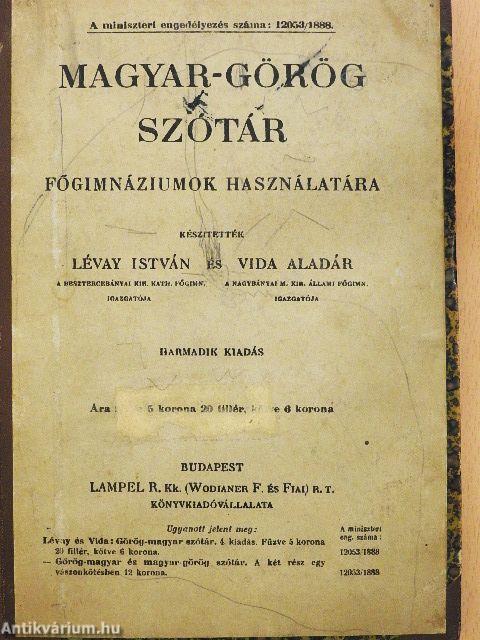 A miniszteri engedélyezés száma: 12053/1888.
MAGYAR-GÖRÖG
SZÓTÁR
FŐGIMNÁZIUMOK HASZNÁLATÁRA
KÉSZITETTÉK
LÉVAY ISTVÁN ÉS VIDA ALADÁR
A BESZTERCEBÁNYAI KIR. KATH. FŐGIMN. A NAGYBÁNYAI M. KIR. ÁLLAMI FŐGIMN.
IGAZGATÓJA IGAZGATÓJA
HARMADIK KIADÁS
Ára 5 korona 20 fillér, kötve 6 korona
BUDAPEST
LAMPEL R. KK. (WODIANER F. ÉS FIAI) R. T.
KÖNYVKIADÓVÁLLALATA
Ugyanott jelent meg: A miniszteri
Lévay és Vida: Görög-magyar szótár. 4. kiadás. Fűzve 5 korona eng. száma:
20 fillér, kötve 6 korona. 12053/1888
— Görög-magyar és magyar-görög szótár. A két rész egy
vászonkötésben 12 korona. 12053/1888
Antikvárium.hu